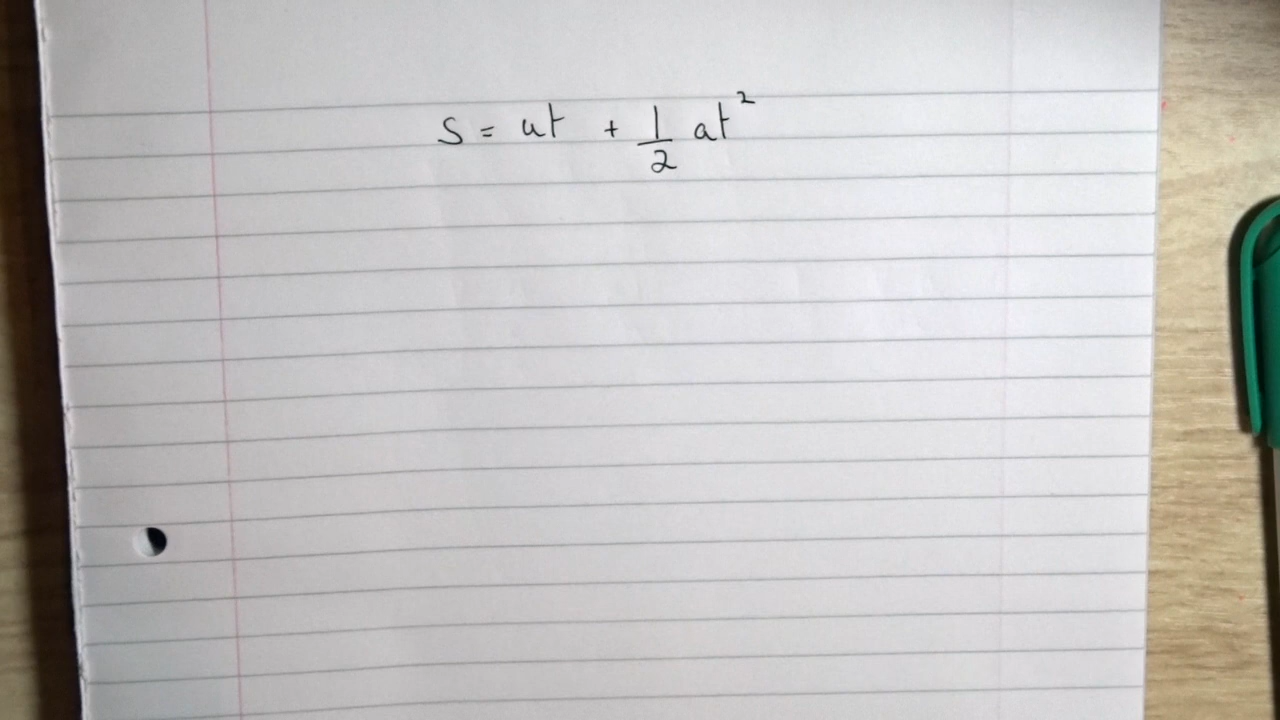 s = ut + 1/2 at²